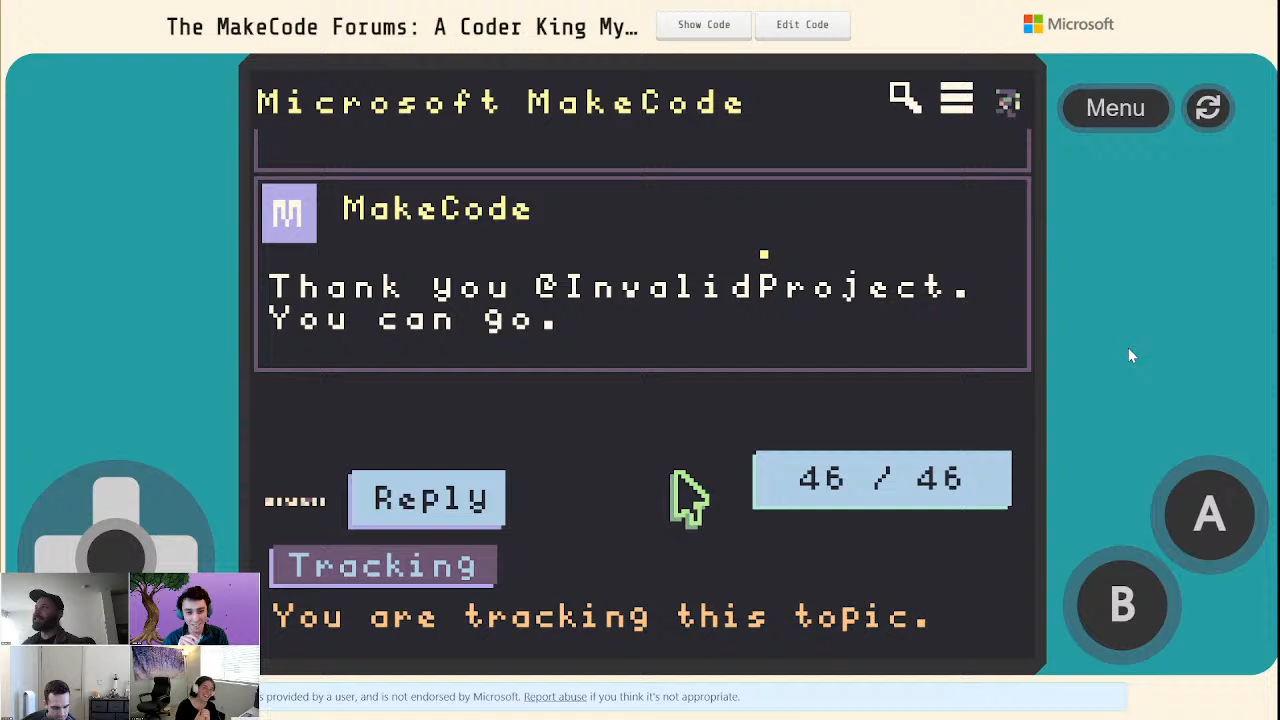 The MakeCode Forums: A Coder King My...
Show Code
Edit Code
Microsoft
Microsoft MakeCode
Menu
M
MakeCode
Thank you @InvalidProject.
You can go.
Reply
46 / 46
Tracking
You are tracking this topic.
A
B
s provided by a user, and is not endorsed by Microsoft. Report abuse if you think it's not appropriate.